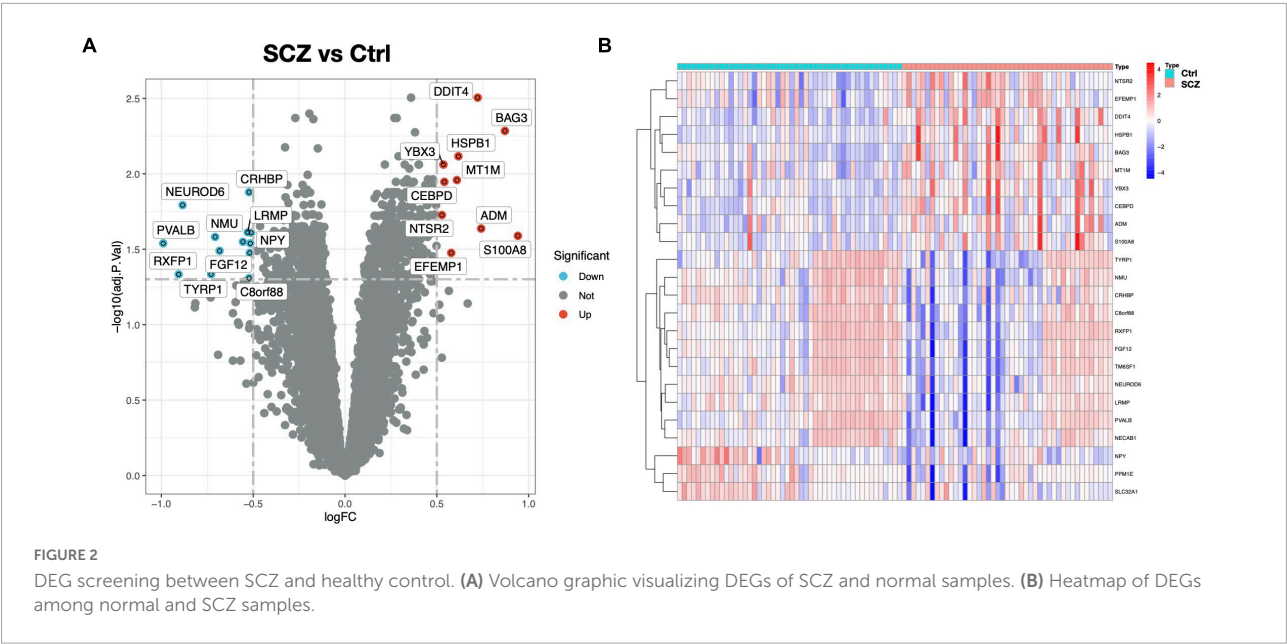 A
SCZ vs Ctrl
2.5
2.0
1.5
1.0
0.5
0.0
−1.0
−0.5
0.0
0.5
1.0
−log10(adj.P.Val)
logFC
DDIT4
BAG3
HSPB1
YBX3
MT1M
CEBPD
NTSR2
ADM
S100A8
EFEMP1
CRHBP
NEUROD6
LRMP
NMU
NPY
PVALB
RXFP1
FGF12
TYRP1
C8orf88
Significant
Down
Not
Up
B
Type
NTSR2
EFEMP1
DDIT4
HSPB1
BAG3
MT1M
YBX3
CEBPD
ADM
S100A8
TYRP1
NMU
CRHBP
C8orf88
RXFP1
FGF12
TM6SF1
NEUROD6
LRMP
PVALB
NECAB1
NPY
PPM1E
SLC32A1
4
2
0
−2
−4
Type
Ctrl
SCZ
FIGURE 2
DEG screening between SCZ and healthy control. (A) Volcano graphic visualizing DEGs of SCZ and normal samples. (B) Heatmap of DEGs
among normal and SCZ samples.